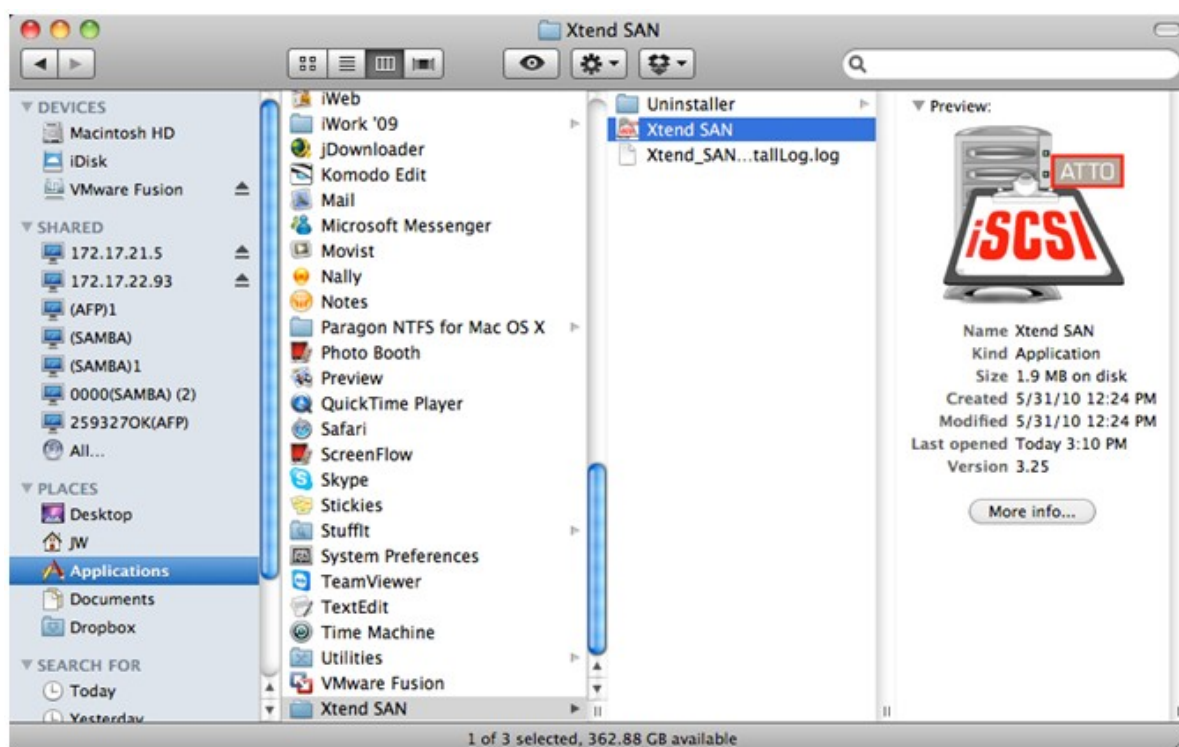 Xtend SAN
DEVICES
Macintosh HD
iDisk
VMware Fusion
SHARED
172.17.21.5
172.17.22.93
(AFP)1
(SAMBA)
(SAMBA)1
0000(SAMBA) (2)
259327OK(AFP)
All...
PLACES
Desktop
JW
Applications
Documents
Dropbox
SEARCH FOR
Today
Yesterday
iWeb
iWork '09
jDownloader
Komodo Edit
Mail
Microsoft Messenger
Movist
Nally
Notes
Paragon NTFS for Mac OS X
Photo Booth
Preview
QuickTime Player
Safari
ScreenFlow
Skype
Stickies
StuffIt
System Preferences
TeamViewer
TextEdit
Time Machine
Utilities
VMware Fusion
Xtend SAN
Uninstaller
Xtend SAN
Xtend_SAN...tallLog.log
Preview:
ATTO
iSCSI
Name Xtend SAN
Kind Application
Size 1.9 MB on disk
Created 5/31/10 12:24 PM
Modified 5/31/10 12:24 PM
Last opened Today 3:10 PM
Version 3.25
More info...
1 of 3 selected, 362.88 GB available